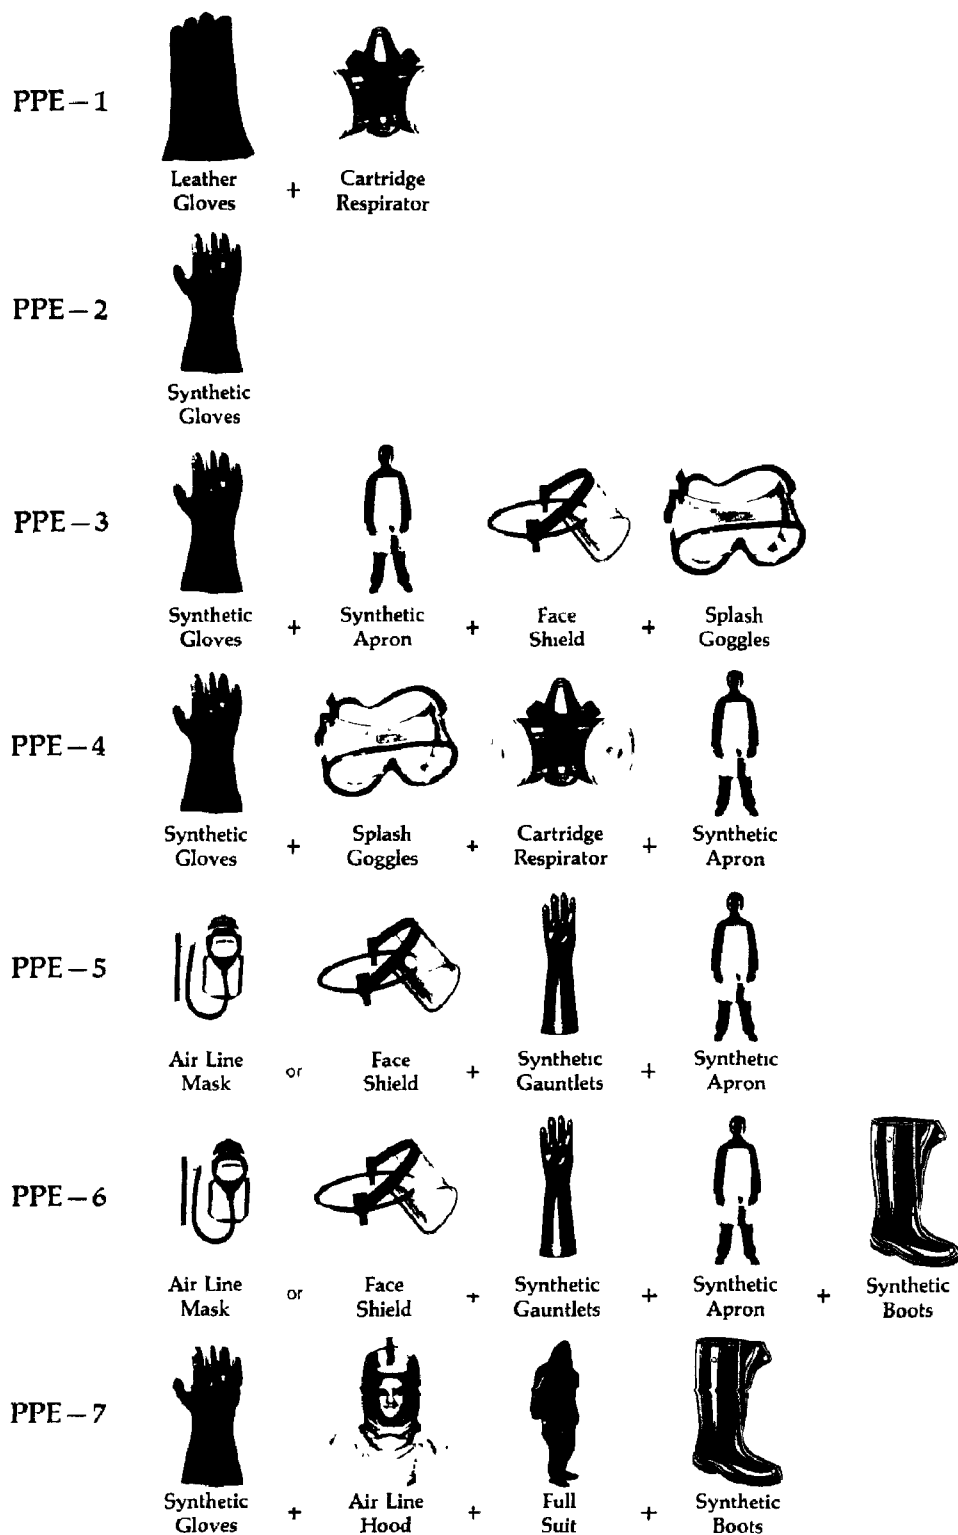 PPE–1
Leather
Gloves
+
Cartridge
Respirator
PPE–2
Synthetic
Gloves
PPE–3
Synthetic
Gloves
+
Synthetic
Apron
+
Face
Shield
+
Splash
Goggles
PPE–4
Synthetic
Gloves
+
Splash
Goggles
+
Cartridge
Respirator
+
Synthetic
Apron
PPE–5
Air Line
Mask
or
Face
Shield
+
Synthetic
Gauntlets
+
Synthetic
Apron
PPE–6
Air Line
Mask
or
Face
Shield
+
Synthetic
Gauntlets
+
Synthetic
Apron
+
Synthetic
Boots
PPE–7
Synthetic
Gloves
+
Air Line
Hood
+
Full
Suit
+
Synthetic
Boots